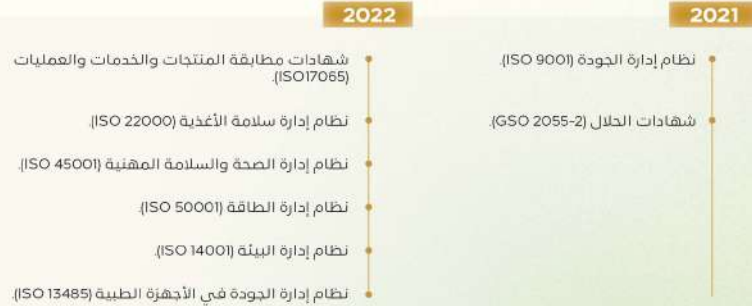 2021
نظام إدارة الجودة (ISO 9001).
شهادات الحلال (GSO 2055-2).
2022
شهادات مطابقة المنتجات والخدمات والعمليات
(ISO17065).
نظام إدارة سلامة الأغذية (ISO 22000).
نظام إدارة الصحة والسلامة المهنية (ISO 45001).
نظام إدارة الطاقة (ISO 50001).
نظام إدارة البيئة (ISO 14001).
نظام إدارة الجودة في الأجهزة الطبية (ISO 13485).